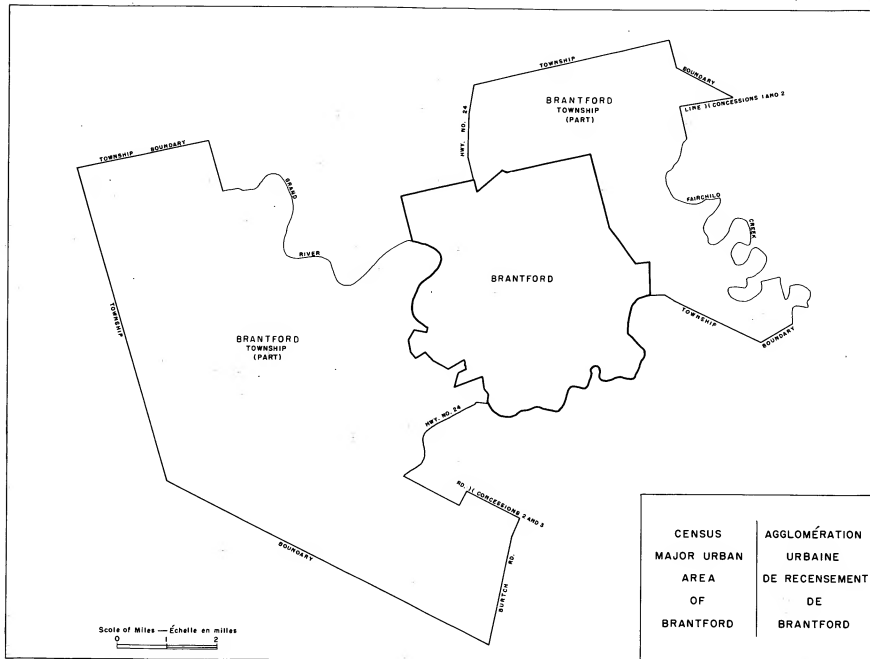 TOWNSHIP
BOUNDARY
BRANTFORD
TOWNSHIP
(PART)
LINE )( CONCESSIONS 1 AND 2
HWY. NO. 24
TOWNSHIP BOUNDARY
GRAND
RIVER
FAIRCHILD
CREEK
BRANTFORD
TOWNSHIP
BOUNDARY
TOWNSHIP
BRANTFORD
TOWNSHIP
(PART)
HWY. NO. 24
RD. )( CONCESSIONS 2 AND 3
BURTCH RD.
BOUNDARY
Scale of Miles — Échelle en milles
0 1 2
CENSUS
MAJOR URBAN
AREA
OF
BRANTFORD
AGGLOMÉRATION
URBAINE
DE RECENSEMENT
DE
BRANTFORD